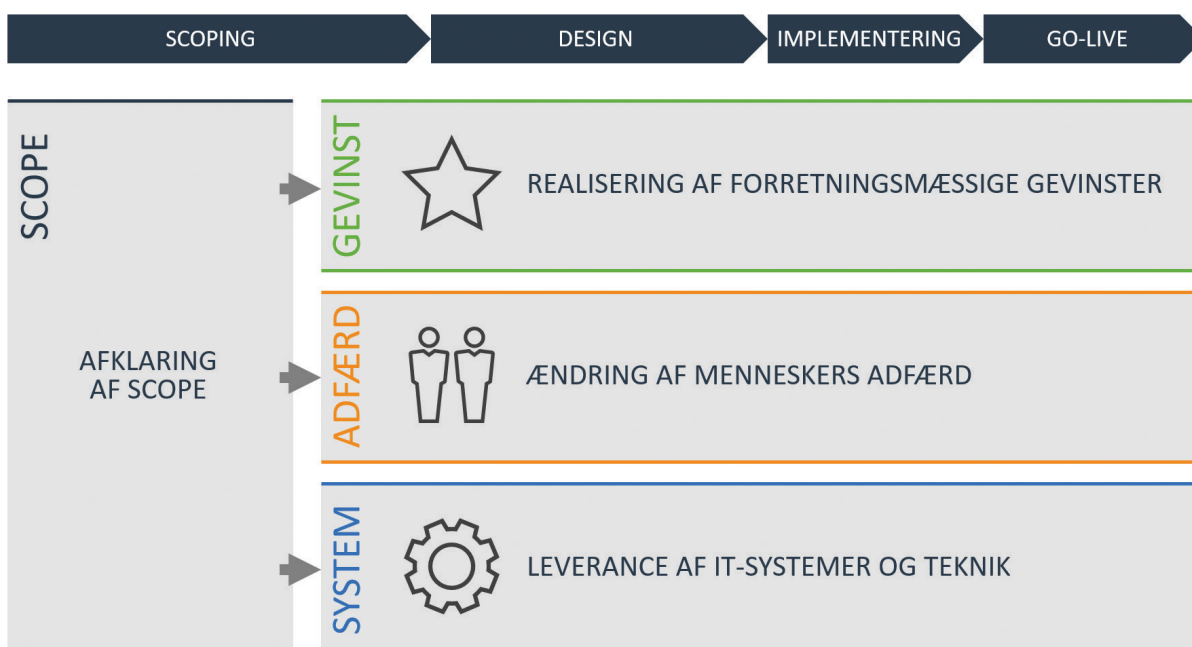 SCOPING
DESIGN
IMPLEMENTERING
GO-LIVE
SCOPE
AFKLARING
AF SCOPE
GEVINST
REALISERING AF FORRETNINGSMÆSSIGE GEVINSTER
ADFÆRD
ÆNDRING AF MENNESKERS ADFÆRD
SYSTEM
LEVERANCE AF IT-SYSTEMER OG TEKNIK